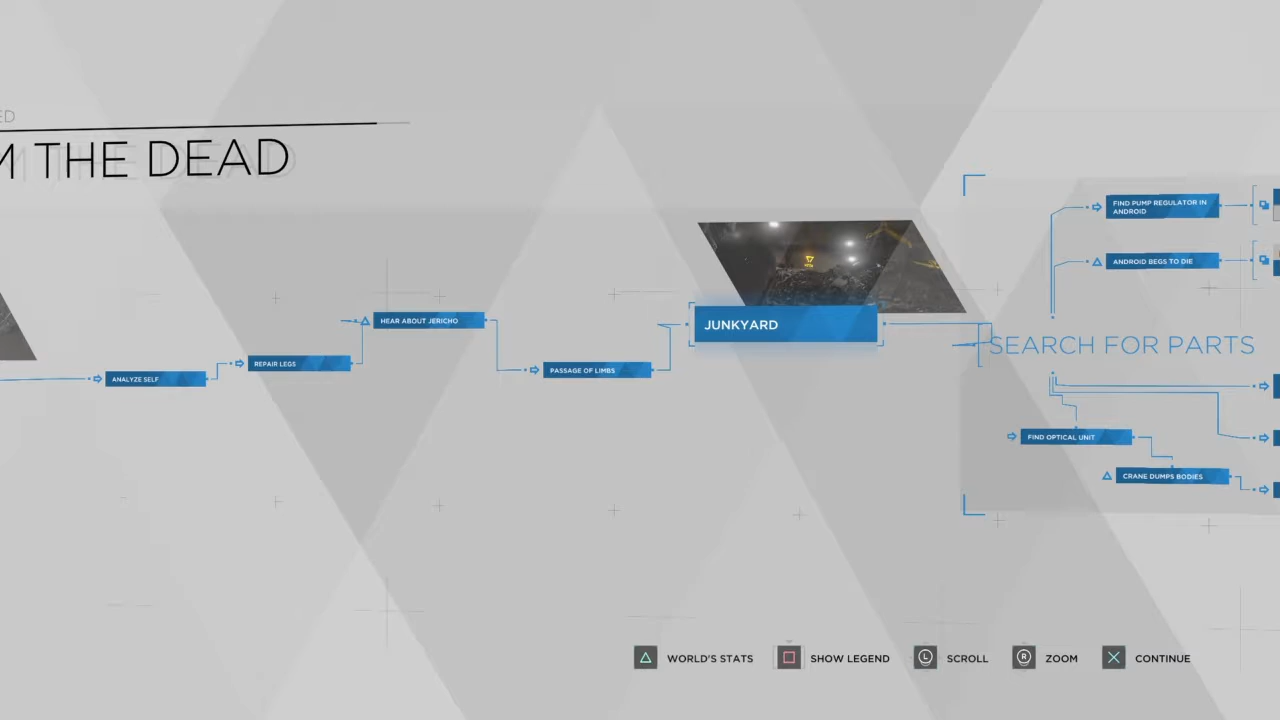 ED
M THE DEAD
FIND PUMP REGULATOR IN
ANDROID
ANDROID BEGS TO DIE
HEAR ABOUT JERICHO
JUNKYARD
SEARCH FOR PARTS
REPAIR LEGS
PASSAGE OF LIMBS
ANALYZE SELF
FIND OPTICAL UNIT
CRANE DUMPS BODIES
WORLD'S STATS
SHOW LEGEND
L
SCROLL
R
ZOOM
CONTINUE